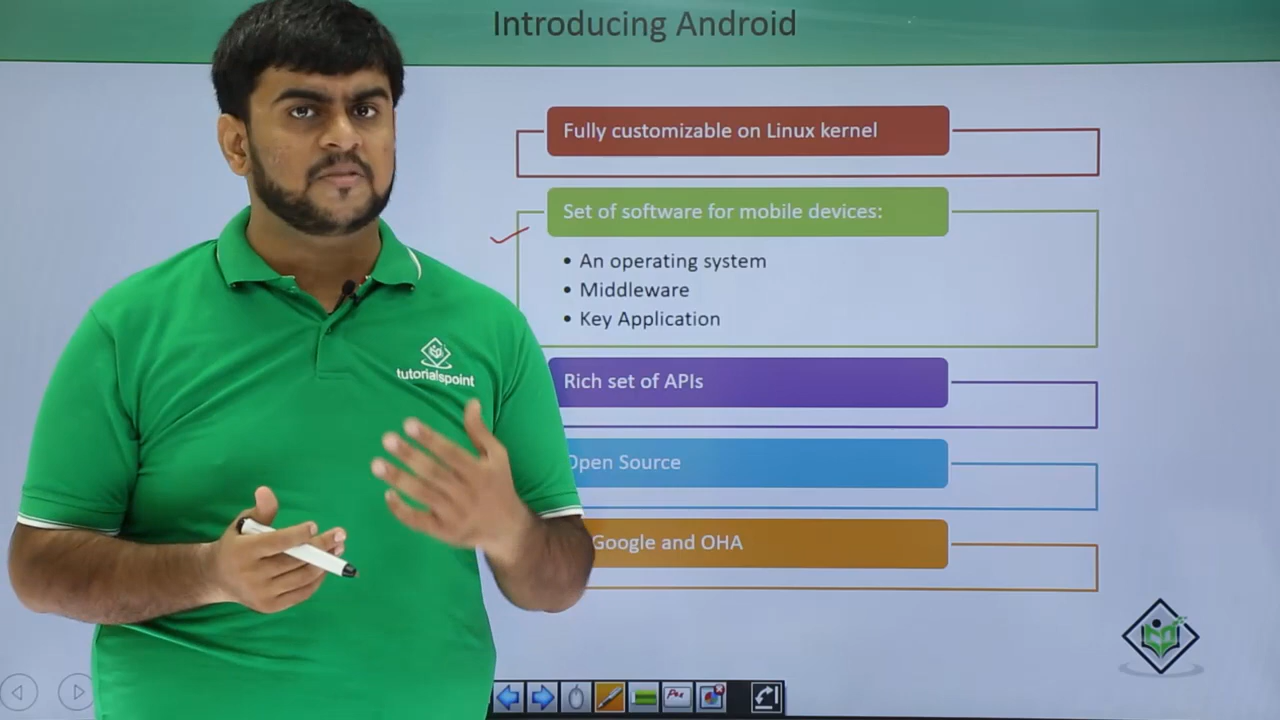 Introducing Android
Fully customizable on Linux kernel
Set of software for mobile devices:
• An operating system
• Middleware
• Key Application
tutorialspoint
Rich set of APIs
Open Source
Google and OHA